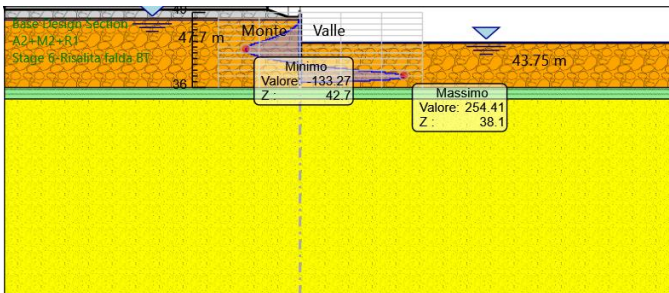 48
Base Design Section
A2+M2+R1
Stage 6-Risalita falda BT
47.7 m
Monte
Valle
43.75 m
36
Minimo
Valore: -133.27
Z : 42.7
Massimo
Valore: 254.41
Z : 38.1